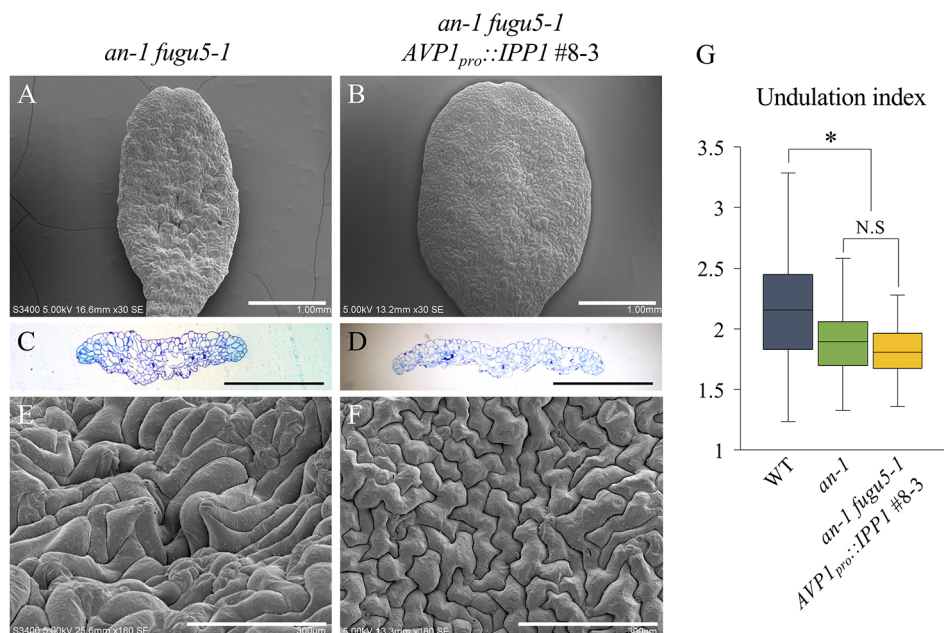 an-1 fugu5-1
an-1 fugu5-1
AVP1pro::IPP1 #8-3
A
S3400 5.00kV 16.6mm x30 SE
1.00mm
B
5.00kV 13.2mm x30 SE
1.00mm
C
D
E
S3400 5.00kV 25.6mm x180 SE
300μm
F
5.00kV 13.3mm x180 SE
300μm
G
Undulation index
*
N.S
3.5
3
2.5
2
1.5
1
WT
an-1
an-1 fugu5-1
AVP1pro::IPP1 #8-3